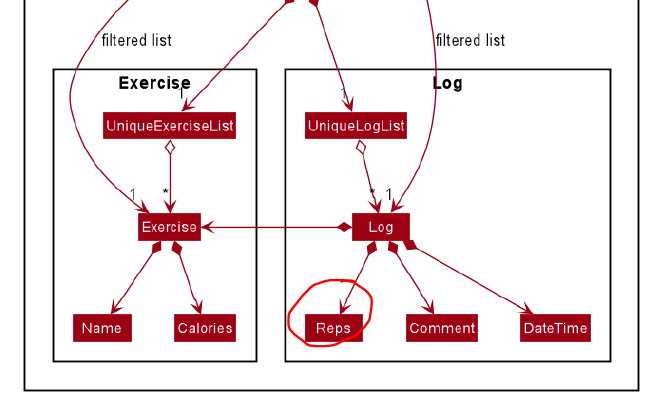 filtered list
filtered list
Exercise
Log
1
1
UniqueExerciseList
UniqueLogList
1
*
*
1
Exercise
Log
Name
Calories
Reps
Comment
DateTime